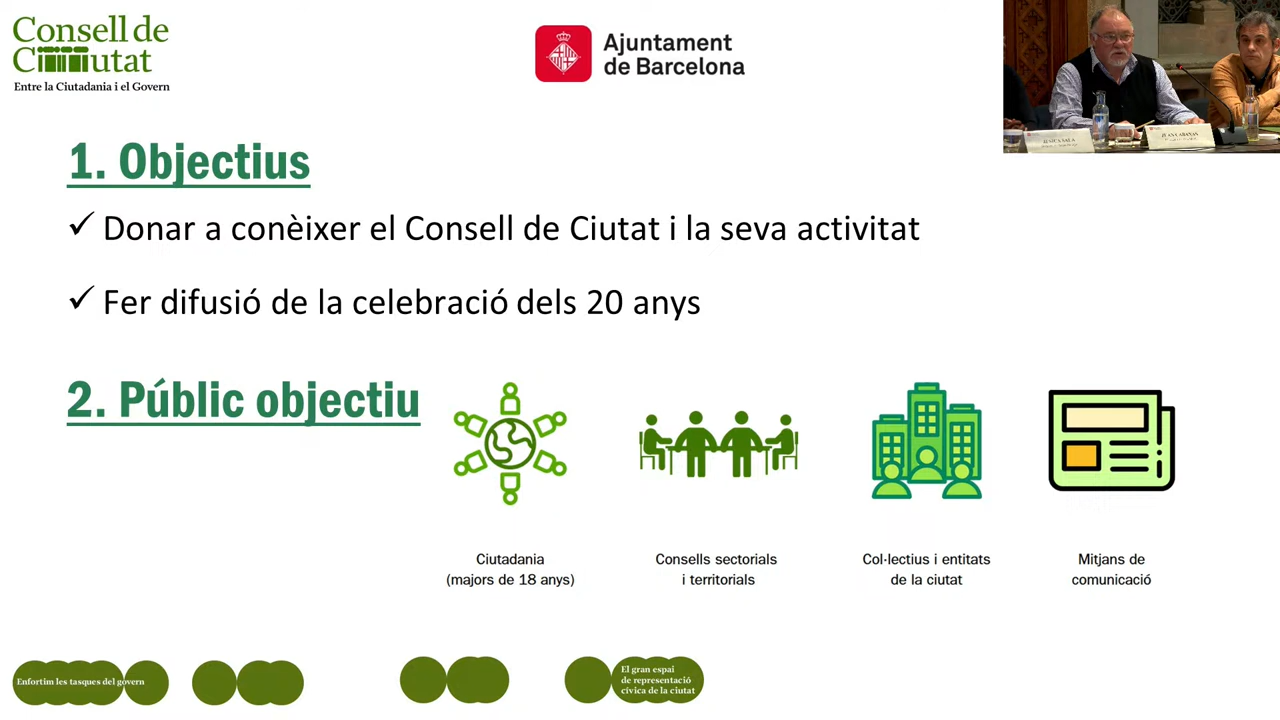 Consell de
Ciutat
Entre la Ciutadania i el Govern
Ajuntament
de Barcelona
JOAN CABANAS
1. Objectius
✓ Donar a conèixer el Consell de Ciutat i la seva activitat
✓ Fer difusió de la celebració dels 20 anys
2. Públic objectiu
Ciutadania
(majors de 18 anys)
Consells sectorials
i territorials
Col·lectius i entitats
de la ciutat
Mitjans de
comunicació
Enfortim les tasques del govern
El gran espai
de representació
cívica de la ciutat